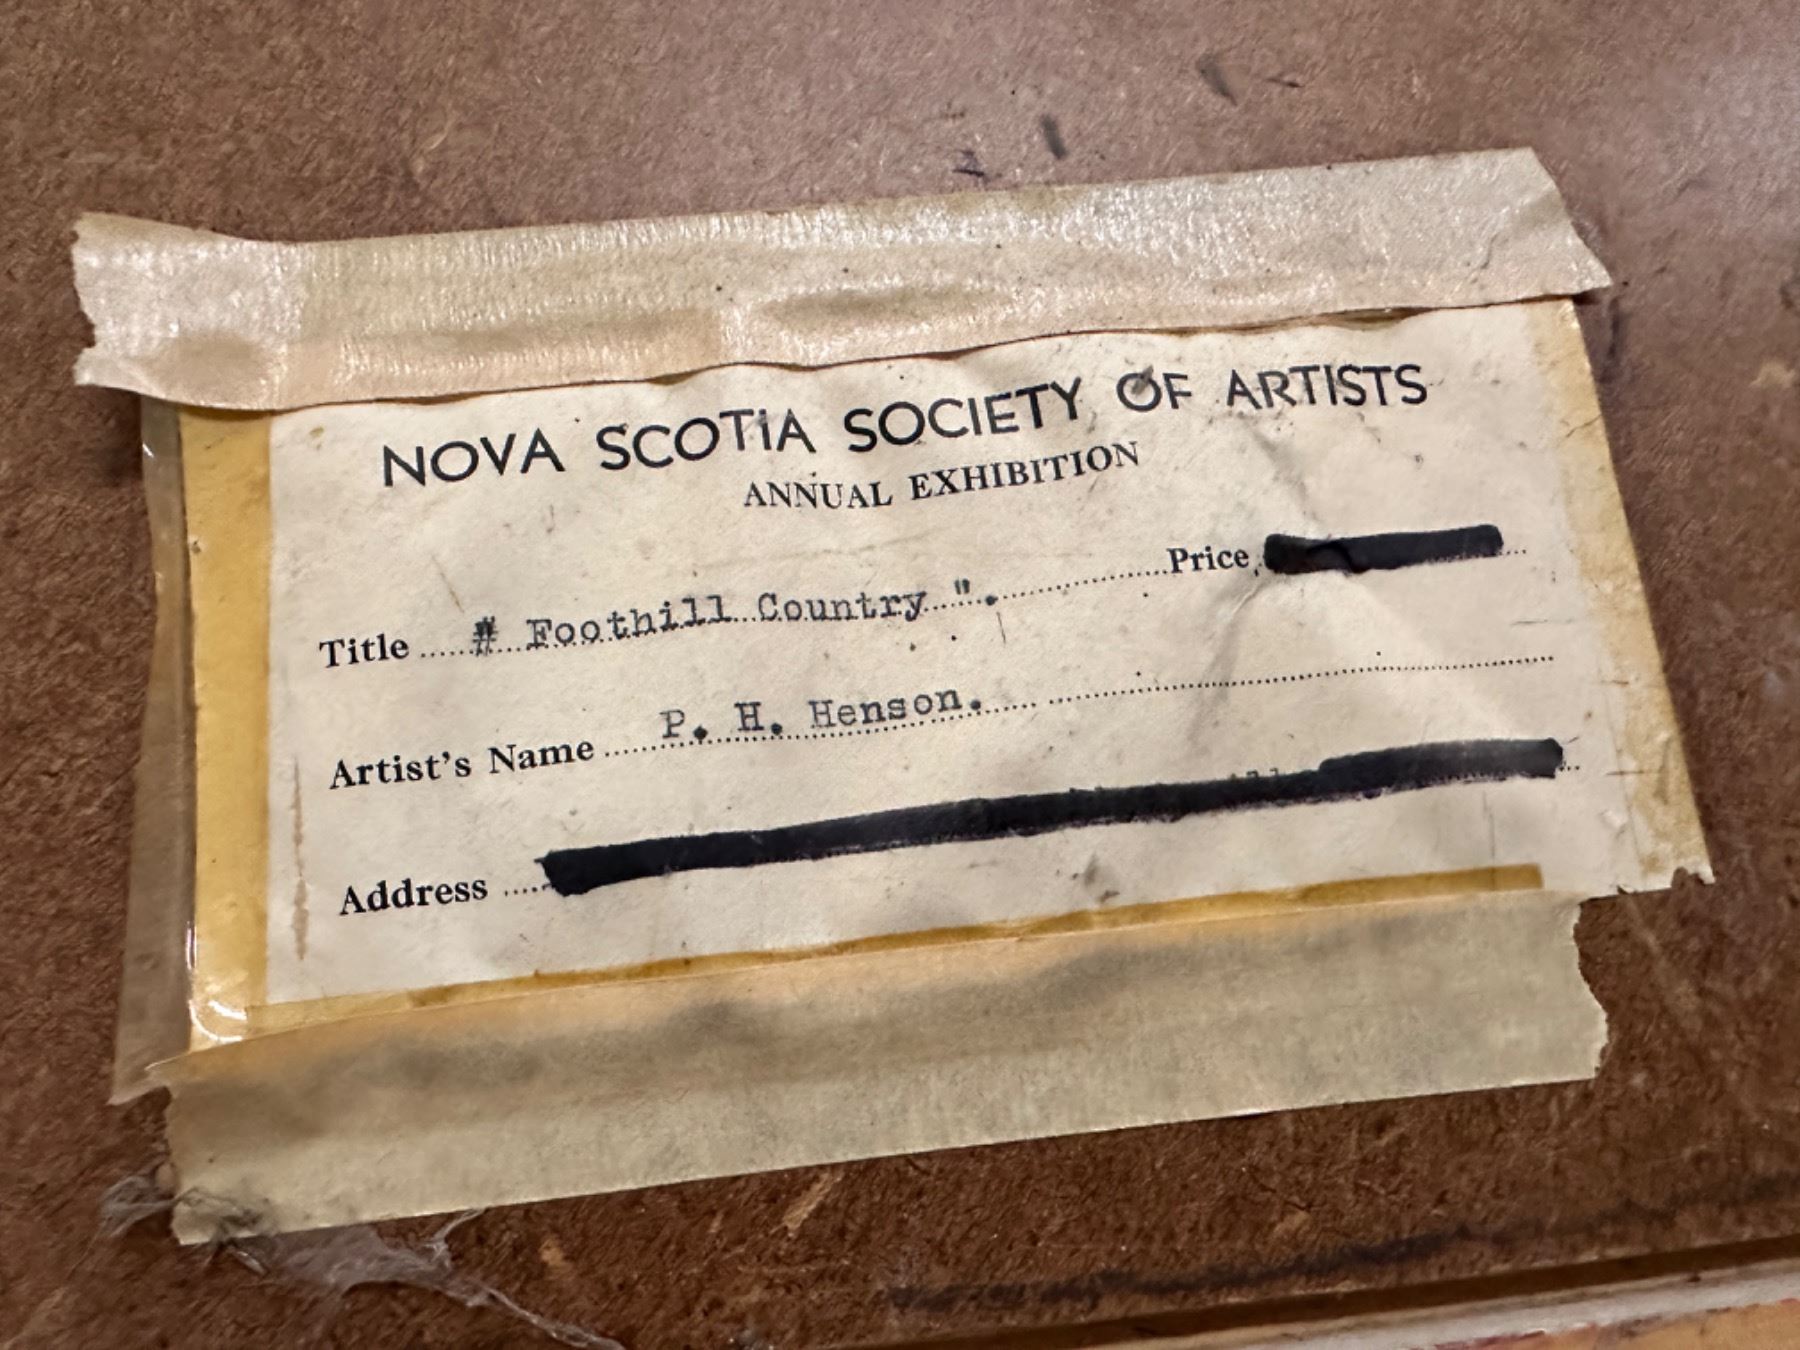 NOVA SCOTIA SOCIETY OF ARTISTS
ANNUAL EXHIBITION
Title # Foothill Country ". Price
Artist's Name P. H. Henson.
Address